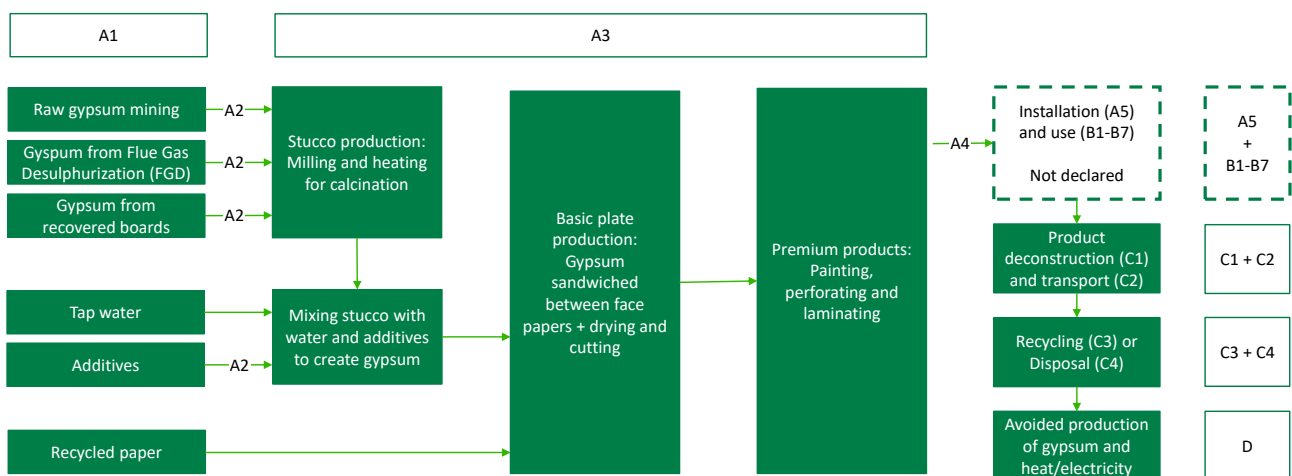 A1
A3
Raw gypsum mining
A2
Gyspum from Flue Gas
Desulphurization (FGD)
A2
Gypsum from
recovered boards
A2
Stucco production:
Milling and heating
for calcination
Tap water
Additives
A2
Mixing stucco with
water and additives
to create gypsum
Recycled paper
Basic plate
production:
Gypsum
sandwiched
between face
papers + drying and
cutting
Premium products:
Painting,
perforating and
laminating
A4
Installation (A5)
and use (B1-B7)
Not declared
A5
+
B1-B7
Product
deconstruction (C1)
and transport (C2)
C1 + C2
Recycling (C3) or
Disposal (C4)
C3 + C4
Avoided production
of gypsum and
heat/electricity
D